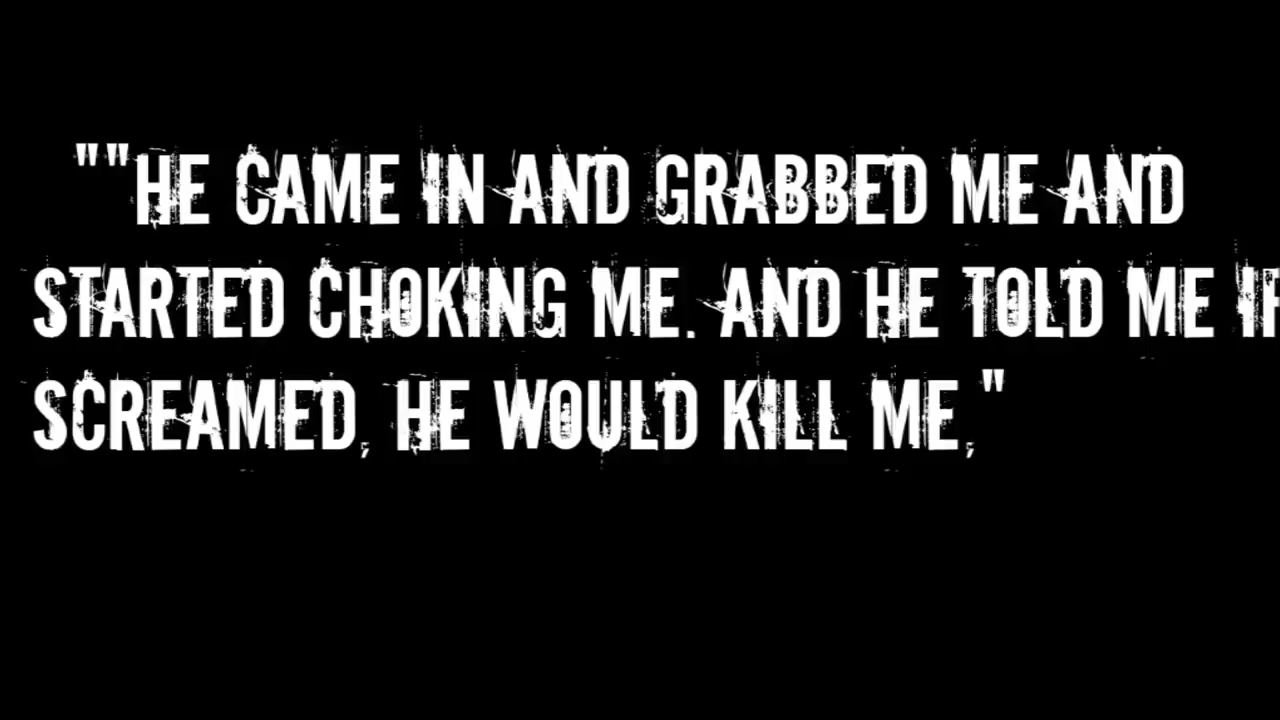 ""HE CAME IN AND GRABBED ME AND
STARTED CHOKING ME. AND HE TOLD ME IF
SCREAMED, HE WOULD KILL ME,"